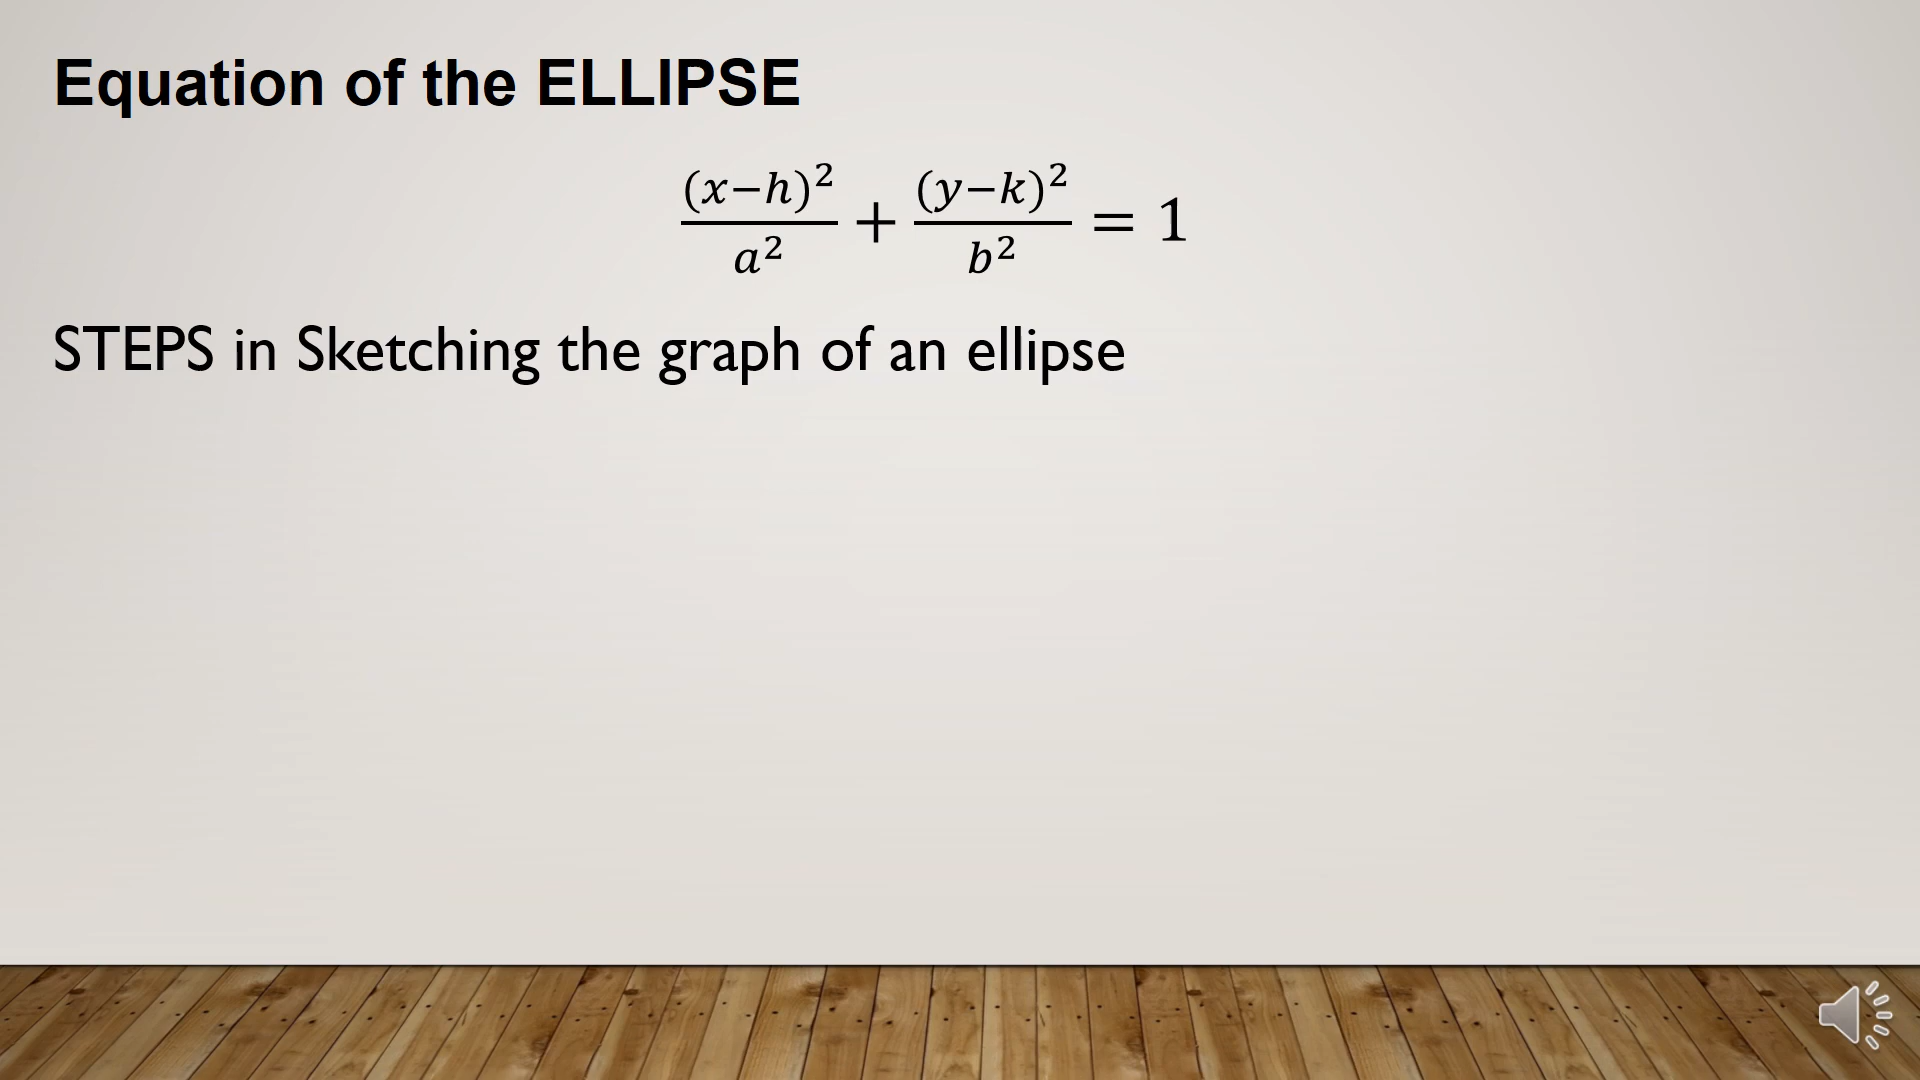 Equation of the ELLIPSE
(x−h)²/a² + (y−k)²/b² = 1
STEPS in Sketching the graph of an ellipse